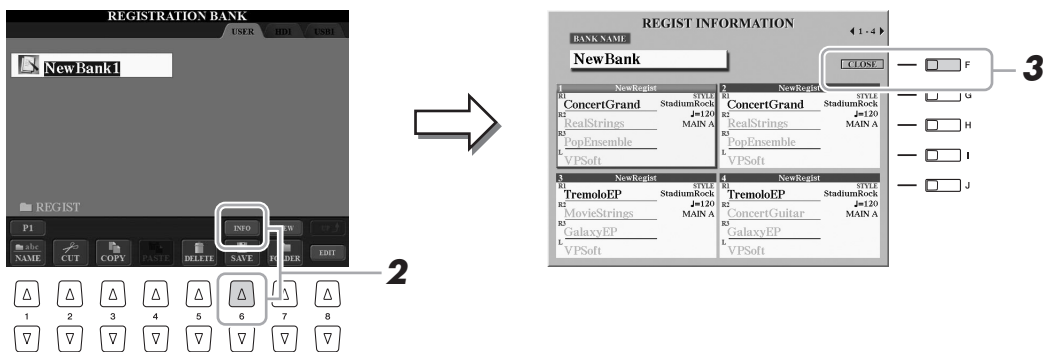 REGISTRATION BANK
USER HD1 USB1
NewBank1
REGIST
P1 INFO UP
abc
NAME CUT COPY PASTE DELETE SAVE FOLDER EDIT
2
1 2 3 4 5 6 7 8
REGIST INFORMATION
1 - 4
BANK NAME
NewBank
CLOSE
F
3
G
H
I
J
1 NewRegist
R1 STYLE
ConcertGrand StadiumRock
R2 ♩=120
RealStrings MAIN A
R3
PopEnsemble
L
VPSoft
2 NewRegist
R1 STYLE
ConcertGrand StadiumRock
R2 ♩=120
RealStrings MAIN A
R3
PopEnsemble
L
VPSoft
3 NewRegist
R1 STYLE
TremoloEP StadiumRock
R2 ♩=120
MovieStrings MAIN A
R3
GalaxyEP
L
VPSoft
4 NewRegist
R1 STYLE
TremoloEP StadiumRock
R2 ♩=120
ConcertGuitar MAIN A
R3
GalaxyEP
L
VPSoft